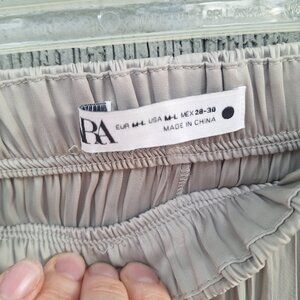 RA
EUR M-L USA M-L MEX 28-30
MADE IN CHINA